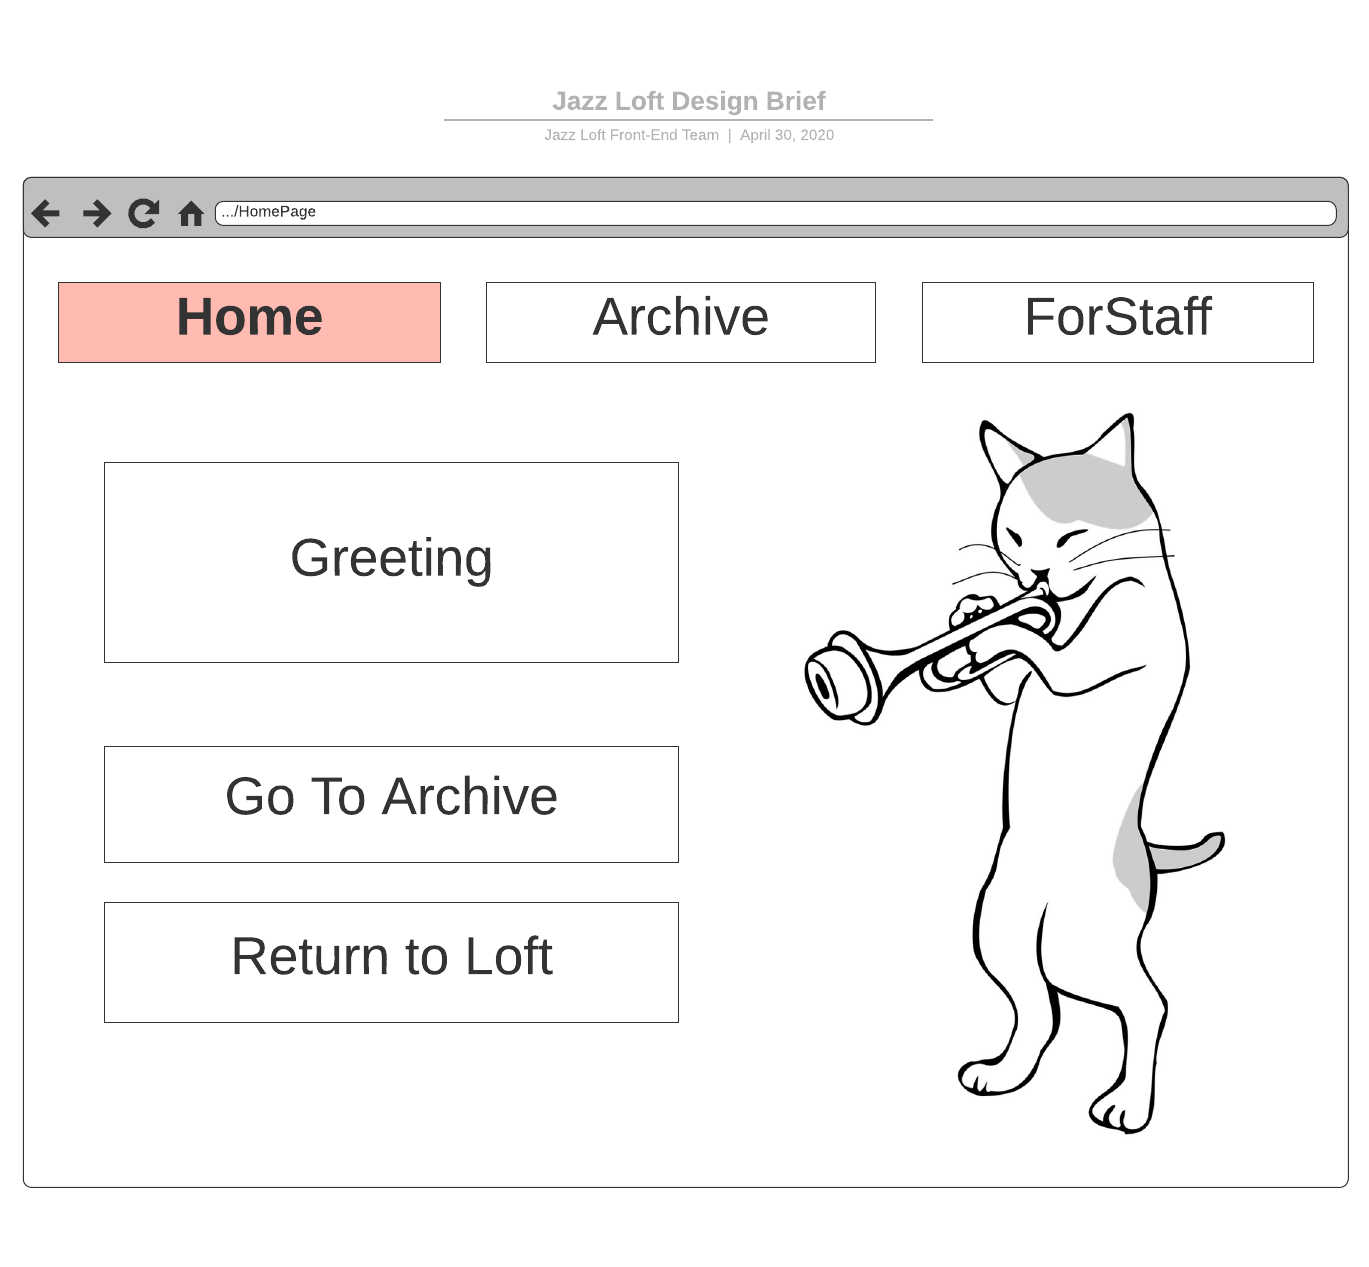 Jazz Loft Design Brief
Jazz Loft Front-End Team | April 30, 2020
.../HomePage
Home
Archive
ForStaff
Greeting
Go To Archive
Return to Loft